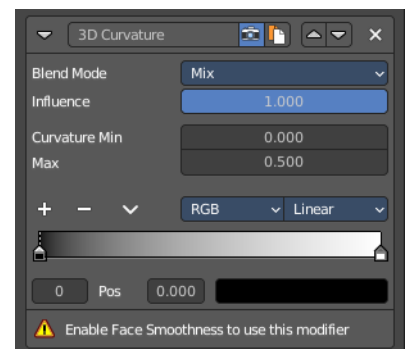 3D Curvature
Blend Mode Mix
Influence 1.000
Curvature Min 0.000
Max 0.500
RGB Linear
0 Pos 0.000
Enable Face Smoothness to use this modifier